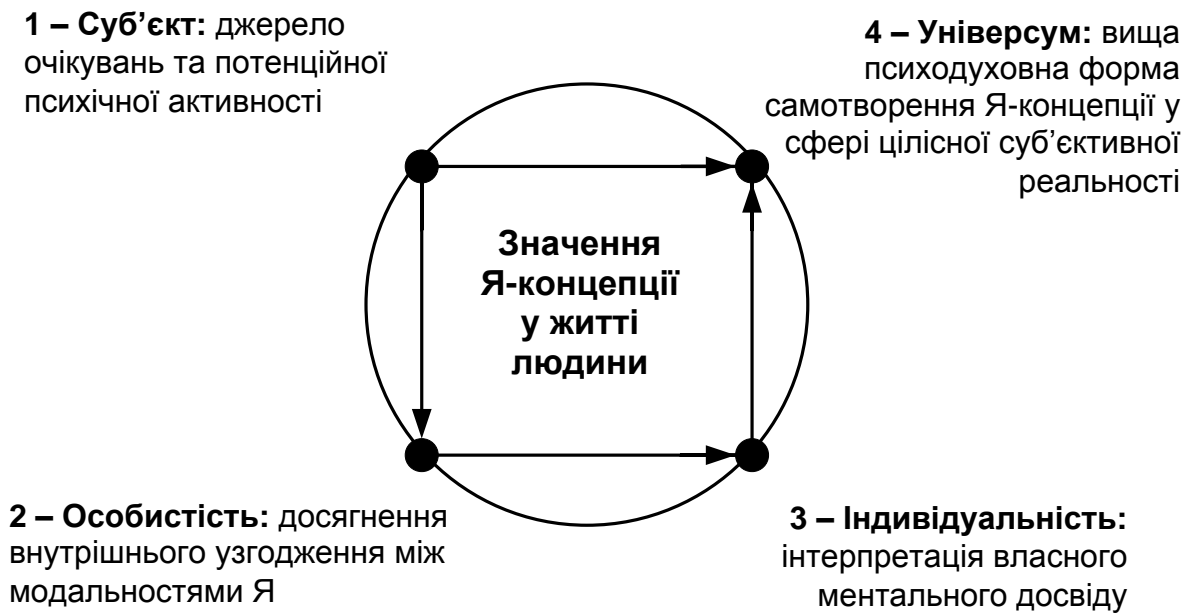 1 – Суб’єкт: джерело
очікувань та потенційної
психічної активності
4 – Універсум: вища
психодуховна форма
самотворення Я-концепції у
сфері цілісної суб’єктивної
реальності
Значення
Я-концепції
у житті
людини
2 – Особистість: досягнення
внутрішнього узгодження між
модальностями Я
3 – Індивідуальність:
інтерпретація власного
ментального досвіду